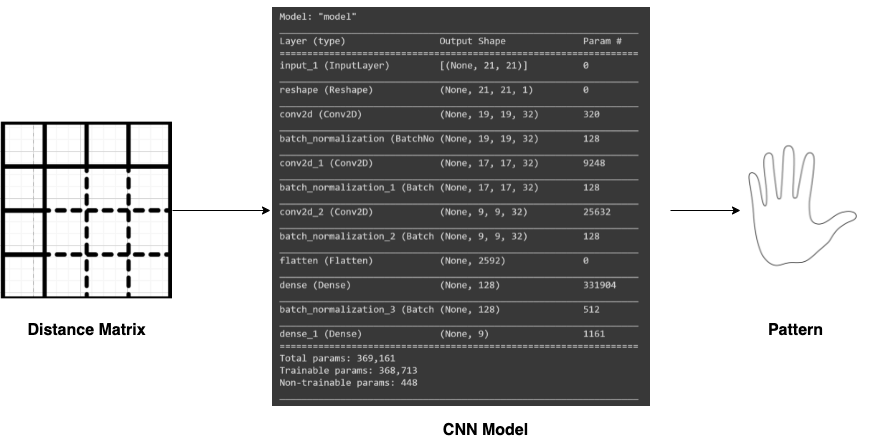 Model: "model"
Layer (type) Output Shape Param #
input_1 (InputLayer) [(None, 21, 21)] 0
reshape (Reshape) (None, 21, 21, 1) 0
conv2d (Conv2D) (None, 19, 19, 32) 320
batch_normalization (BatchNo (None, 19, 19, 32) 128
conv2d_1 (Conv2D) (None, 17, 17, 32) 9248
batch_normalization_1 (Batch (None, 17, 17, 32) 128
conv2d_2 (Conv2D) (None, 9, 9, 32) 25632
batch_normalization_2 (Batch (None, 9, 9, 32) 128
flatten (Flatten) (None, 2592) 0
dense (Dense) (None, 128) 331904
batch_normalization_3 (Batch (None, 128) 512
dense_1 (Dense) (None, 9) 1161
Total params: 369,161
Trainable params: 368,713
Non-trainable params: 448
Distance Matrix
CNN Model
Pattern